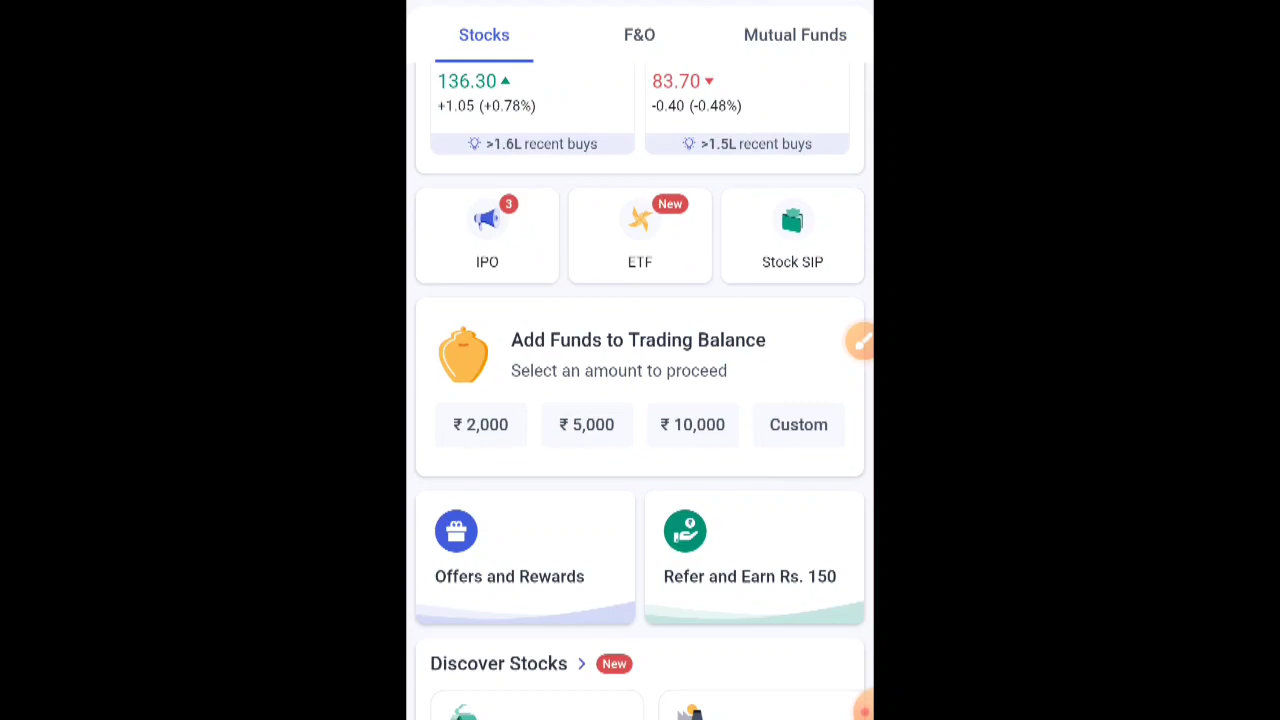 Stocks F&O Mutual Funds
136.30 83.70
+1.05 (+0.78%) -0.40 (-0.48%)
>1.6L recent buys >1.5L recent buys
3 New
IPO ETF Stock SIP
Add Funds to Trading Balance
Select an amount to proceed
₹ 2,000 ₹ 5,000 ₹ 10,000 Custom
Offers and Rewards Refer and Earn Rs. 150
Discover Stocks New